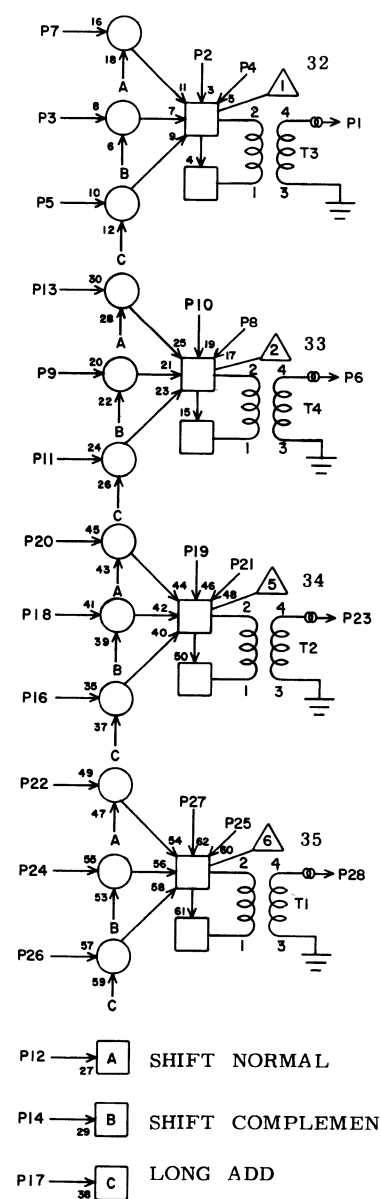 P7 16
18 A
P2 P4 1 32
11 3 5
P3 8 7 2 4 P1
6 9 T3
B 4 1 3
P5 10
12
C
P13 30
28 A
P10 P8 2 33
25 19 17
P9 20 21 2 4 P6
22 23 T4
B 15 1 3
P11 24
26
C
P20 45
43 A
P19 P21 5 34
44 46 48
P18 41 42 2 4 P23
39 40 T2
B 50 1 3
P16 35
37
C
P22 49
47 A
P27 P25 6 35
54 62 60
P24 55 56 2 4 P28
53 58 T1
B 61 1 3
P26 57
59
C
P12 27 A SHIFT NORMAL
P14 29 B SHIFT COMPLEMEN
P17 38 C LONG ADD